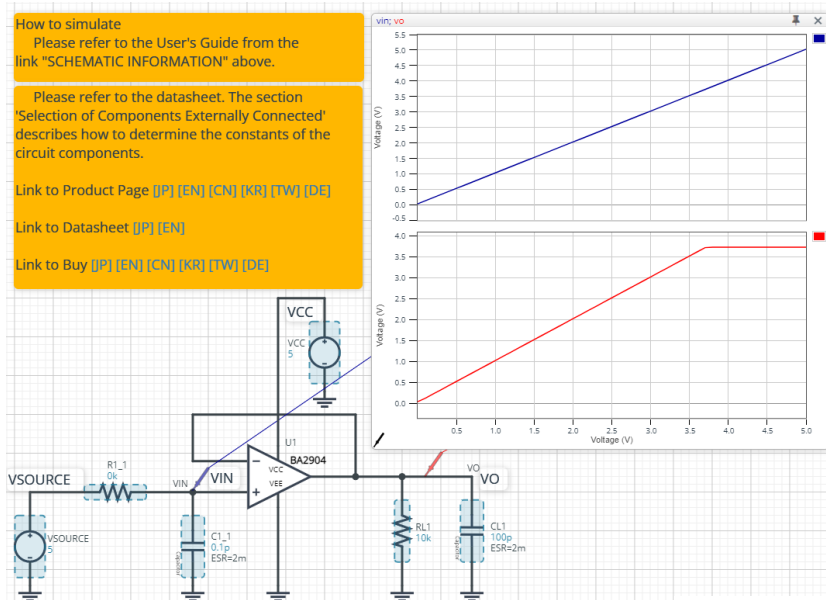 How to simulate
Please refer to the User's Guide from the
link "SCHEMATIC INFORMATION" above.
Please refer to the datasheet. The section
'Selection of Components Externally Connected'
describes how to determine the constants of the
circuit components.
Link to Product Page [JP] [EN] [CN] [KR] [TW] [DE]
Link to Datasheet [JP] [EN]
Link to Buy [JP] [EN] [CN] [KR] [TW] [DE]
vin; vo
5.5
5.0
4.5
4.0
3.5
3.0
2.5
2.0
1.5
1.0
0.5
0.0
-0.5
Voltage (V)
4.0
3.5
3.0
2.5
2.0
1.5
1.0
0.5
0.0
Voltage (V)
0.5 1.0 1.5 2.0 2.5 3.0 3.5 4.0 4.5 5.0
Voltage (V)
VCC
VCC
5
U1
BA2904
VCC
VEE
R1_1
0k
VSOURCE
VIN
VIN
VO
VO
VSOURCE
5
C1_1
0.1p
ESR=2m
RL1
10k
CL1
100p
ESR=2m